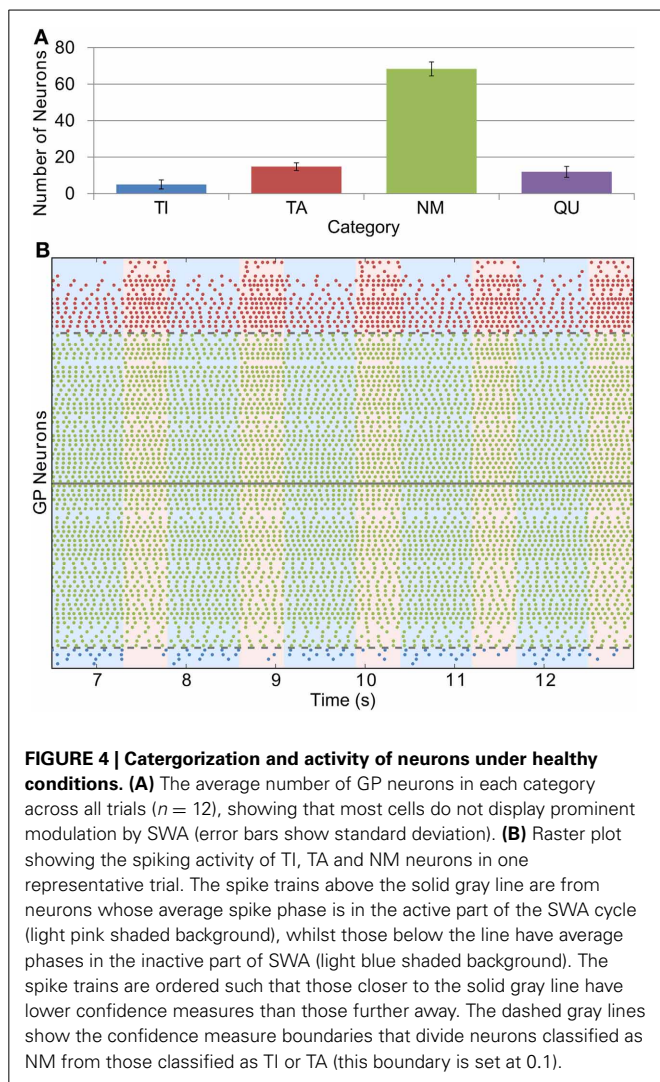 A
Number of Neurons
80
60
40
20
0
TI
TA
NM
QU
Category
B
GP Neurons
7
8
9
10
11
12
Time (s)
FIGURE 4 | Catergorization and activity of neurons under healthy
conditions. (A) The average number of GP neurons in each category
across all trials (n = 12), showing that most cells do not display prominent
modulation by SWA (error bars show standard deviation). (B) Raster plot
showing the spiking activity of TI, TA and NM neurons in one
representative trial. The spike trains above the solid gray line are from
neurons whose average spike phase is in the active part of the SWA cycle
(light pink shaded background), whilst those below the line have average
phases in the inactive part of SWA (light blue shaded background). The
spike trains are ordered such that those closer to the solid gray line have
lower confidence measures than those further away. The dashed gray lines
show the confidence measure boundaries that divide neurons classified as
NM from those classified as TI or TA (this boundary is set at 0.1).